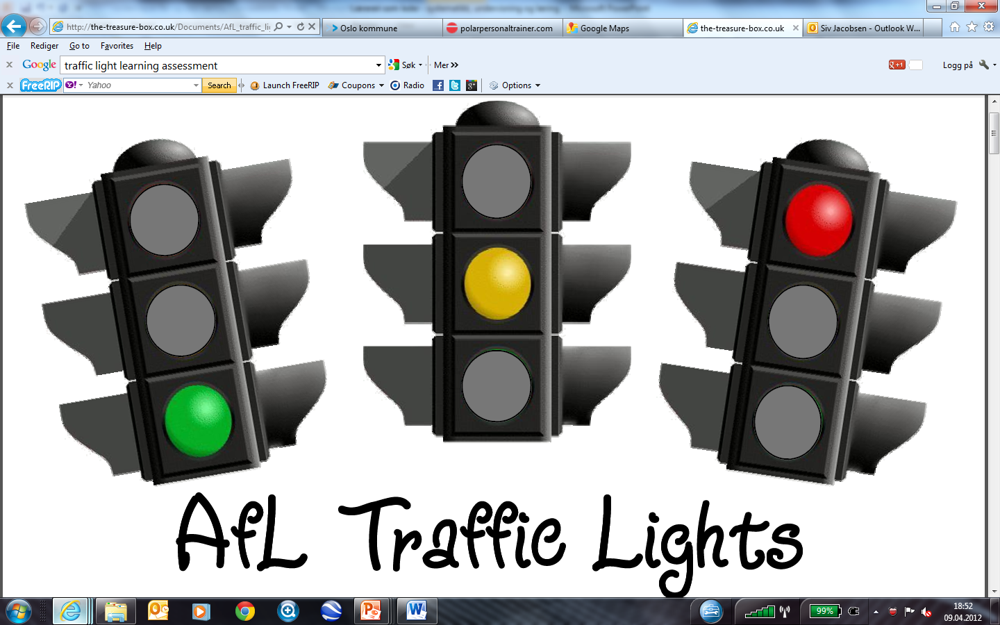 http://the-treasure-box.co.uk/Documents/AfL_traffic_li
Oslo kommune
polarpersonaltrainer.com
Google Maps
the-treasure-box.co.uk
Siv Jacobsen - Outlook W...
File Rediger Go to Favorites Help
x Google traffic light learning assessment Søk Mer >> g +1 Logg på
x FreeRIP Y! Yahoo Search Launch FreeRIP Coupons Radio Options
AfL Traffic Lights
99%
18:52
09.04.2012